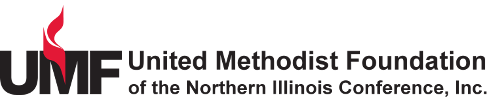 UMF
United Methodist Foundation
of the Northern Illinois Conference, Inc.